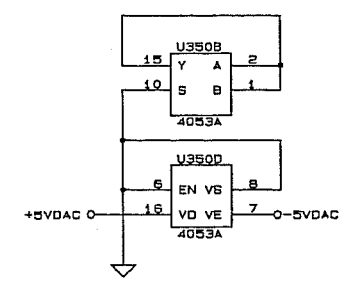 U350B
15 Y A 2
10 S B 1
4053A
U350D
6 EN VS 8
+5VDAC 16 VD VE 7 -5VDAC
4053A